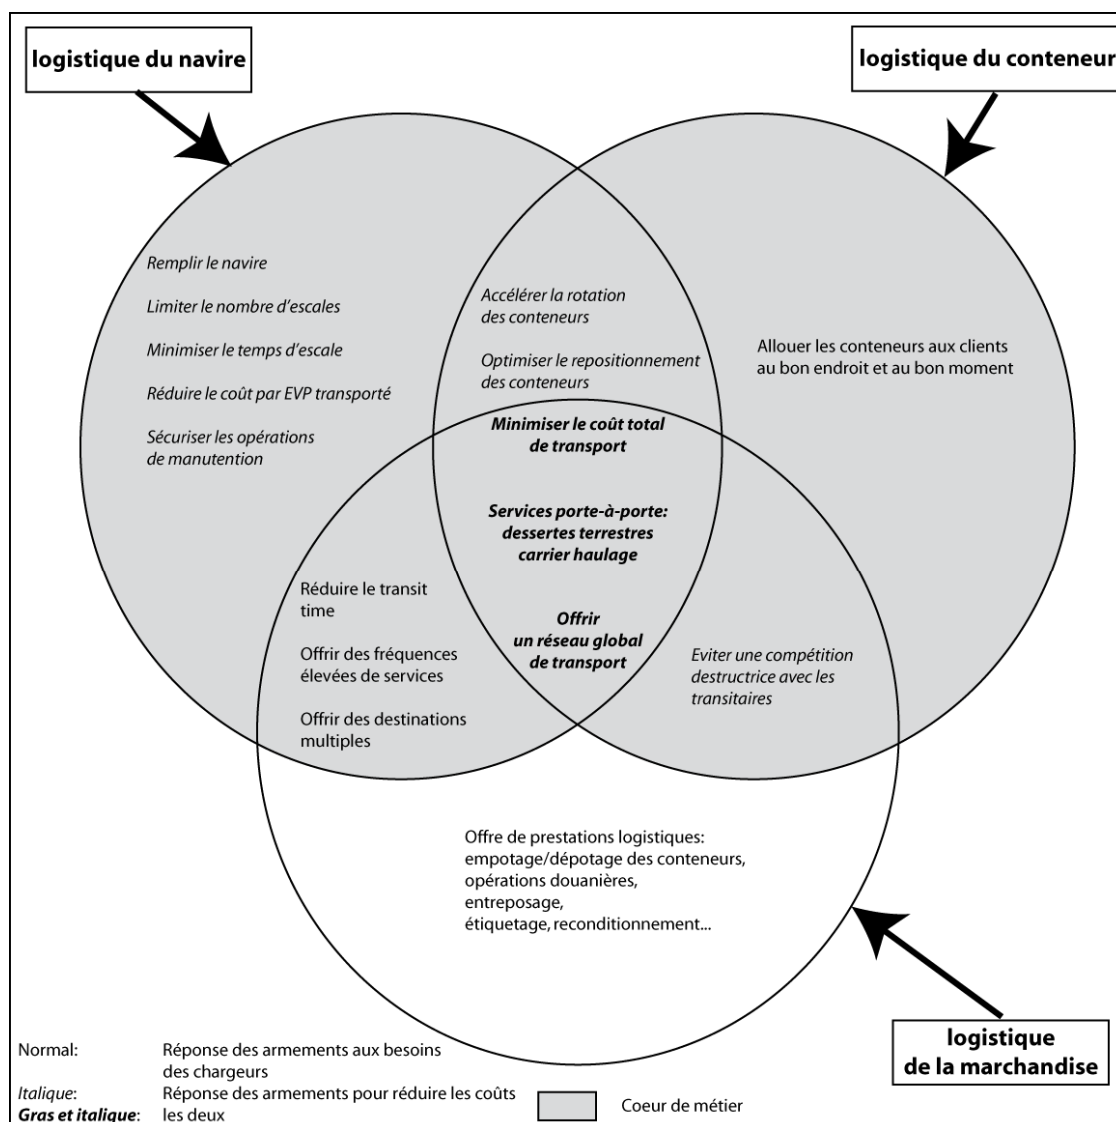 logistique du navire
logistique du conteneur
Remplir le navire
Limiter le nombre d'escales
Minimiser le temps d'escale
Réduire le coût par EVP transporté
Sécuriser les opérations
de manutention
Accélérer la rotation
des conteneurs
Optimiser le repositionnement
des conteneurs
Allouer les conteneurs aux clients
au bon endroit et au bon moment
Minimiser le coût total
de transport
Services porte-à-porte:
dessertes terrestres
carrier haulage
Offrir
un réseau global
de transport
Réduire le transit
time
Offrir des fréquences
élevées de services
Offrir des destinations
multiples
Eviter une compétition
destructrice avec les
transitaires
Offre de prestations logistiques:
empotage/dépotage des conteneurs,
opérations douanières,
entreposage,
étiquetage, reconditionnement...
logistique
de la marchandise
Normal: Réponse des armements aux besoins
des chargeurs
Italique: Réponse des armements pour réduire les coûts
Gras et italique: les deux
Coeur de métier